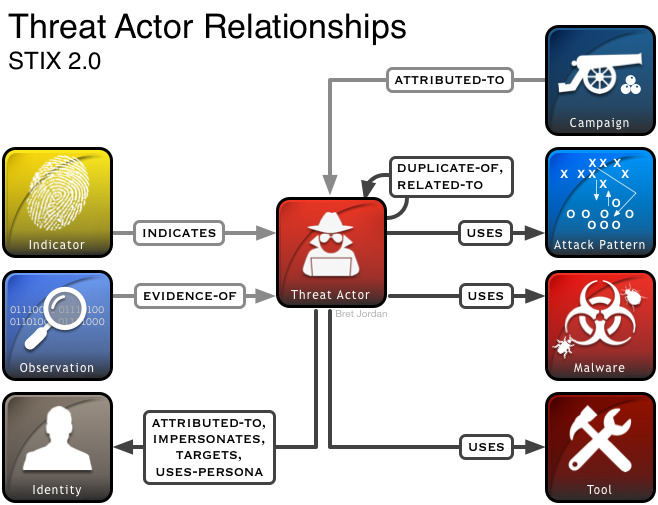 Threat Actor Relationships
STIX 2.0
ATTRIBUTED-TO
Campaign
DUPLICATE-OF,
RELATED-TO
Indicator
INDICATES
Threat Actor
Bret Jordan
USES
X X X
X X X X
X
O
O O O O
O O O
Attack Pattern
Observation
EVIDENCE-OF
USES
Malware
Identity
ATTRIBUTED-TO,
IMPERSONATES,
TARGETS,
USES-PERSONA
USES
Tool